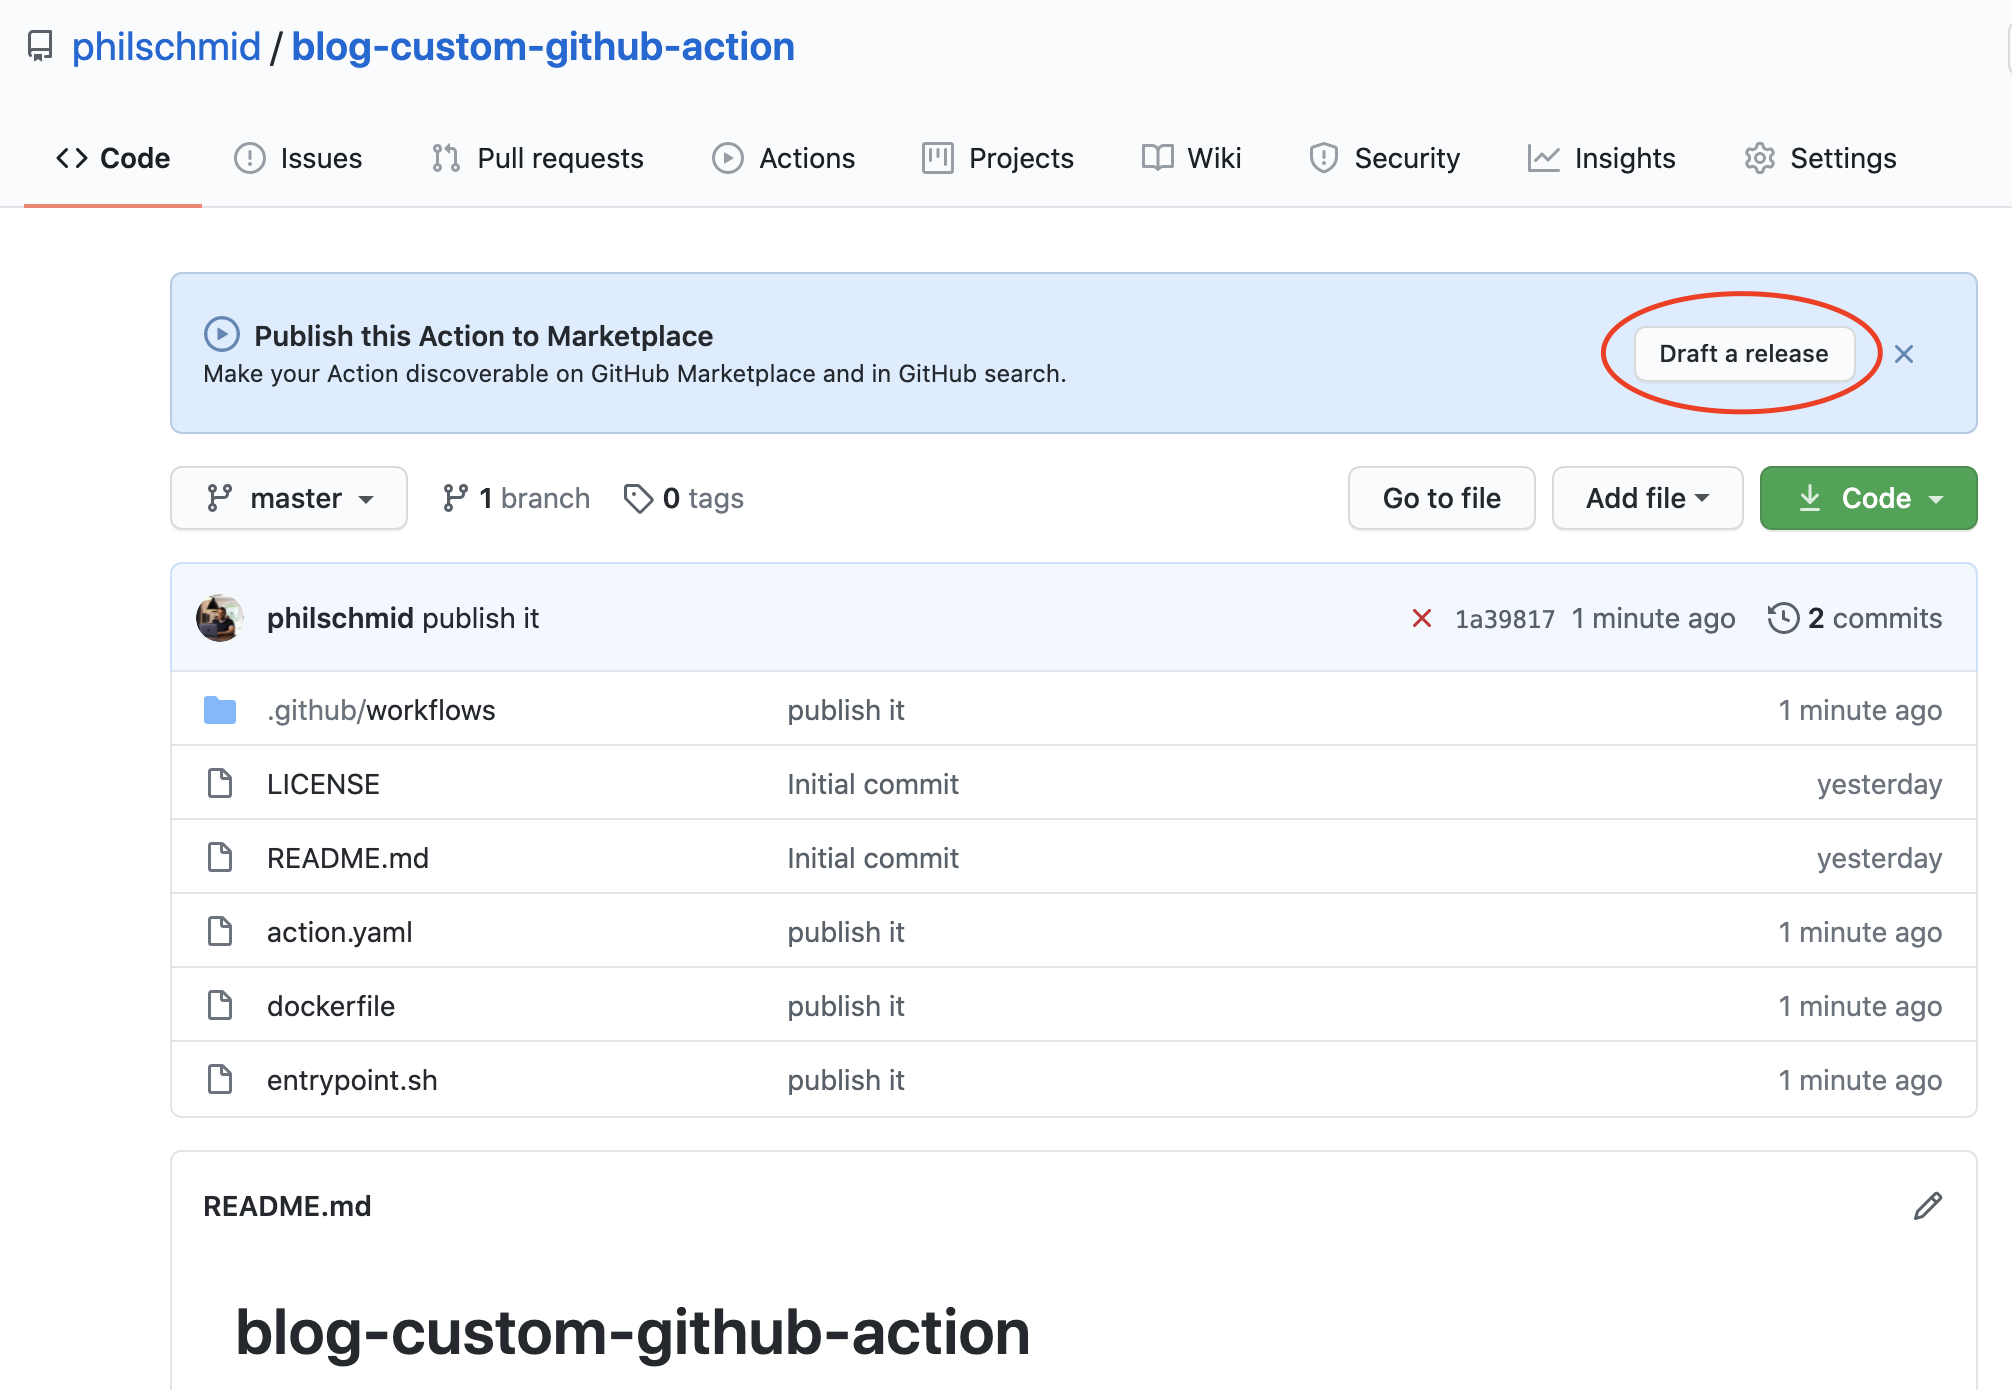 philschmid / blog-custom-github-action
Code Issues Pull requests Actions Projects Wiki Security Insights Settings
Publish this Action to Marketplace
Make your Action discoverable on GitHub Marketplace and in GitHub search.
Draft a release
master 1 branch 0 tags Go to file Add file Code
philschmid publish it 1a39817 1 minute ago 2 commits
.github/workflows publish it 1 minute ago
LICENSE Initial commit yesterday
README.md Initial commit yesterday
action.yaml publish it 1 minute ago
dockerfile publish it 1 minute ago
entrypoint.sh publish it 1 minute ago
README.md
blog-custom-github-action